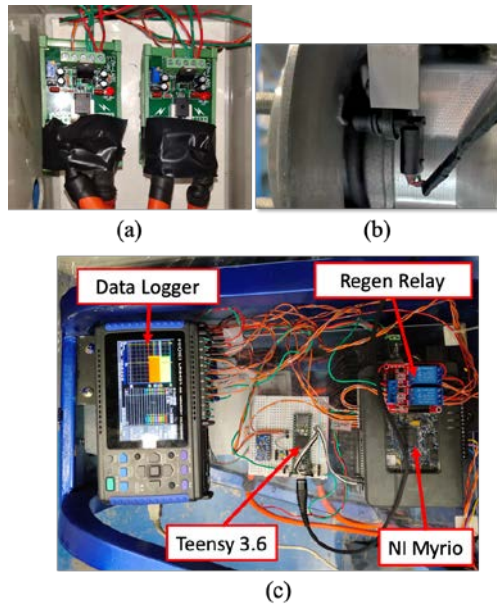 (a)
(b)
Data Logger
Regen Relay
Teensy 3.6
NI Myrio
(c)